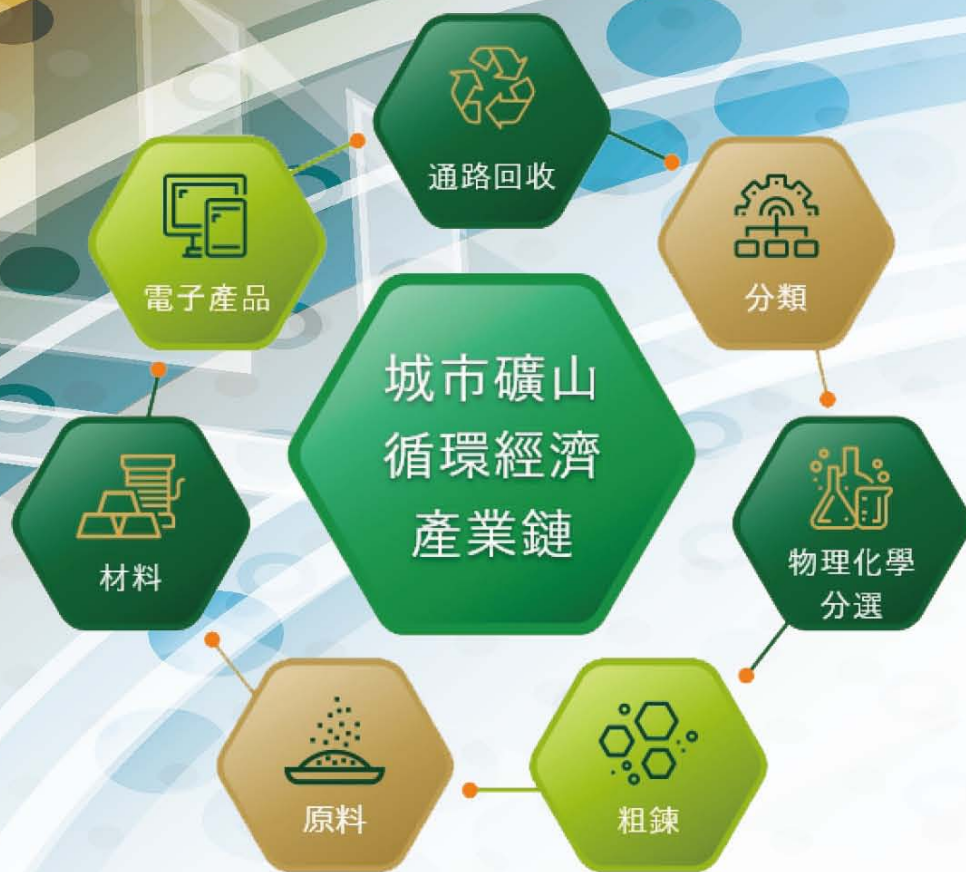 城市礦山
循環經濟
產業鏈
通路回收
分類
物理化學
分選
粗鍊
原料
材料
電子產品